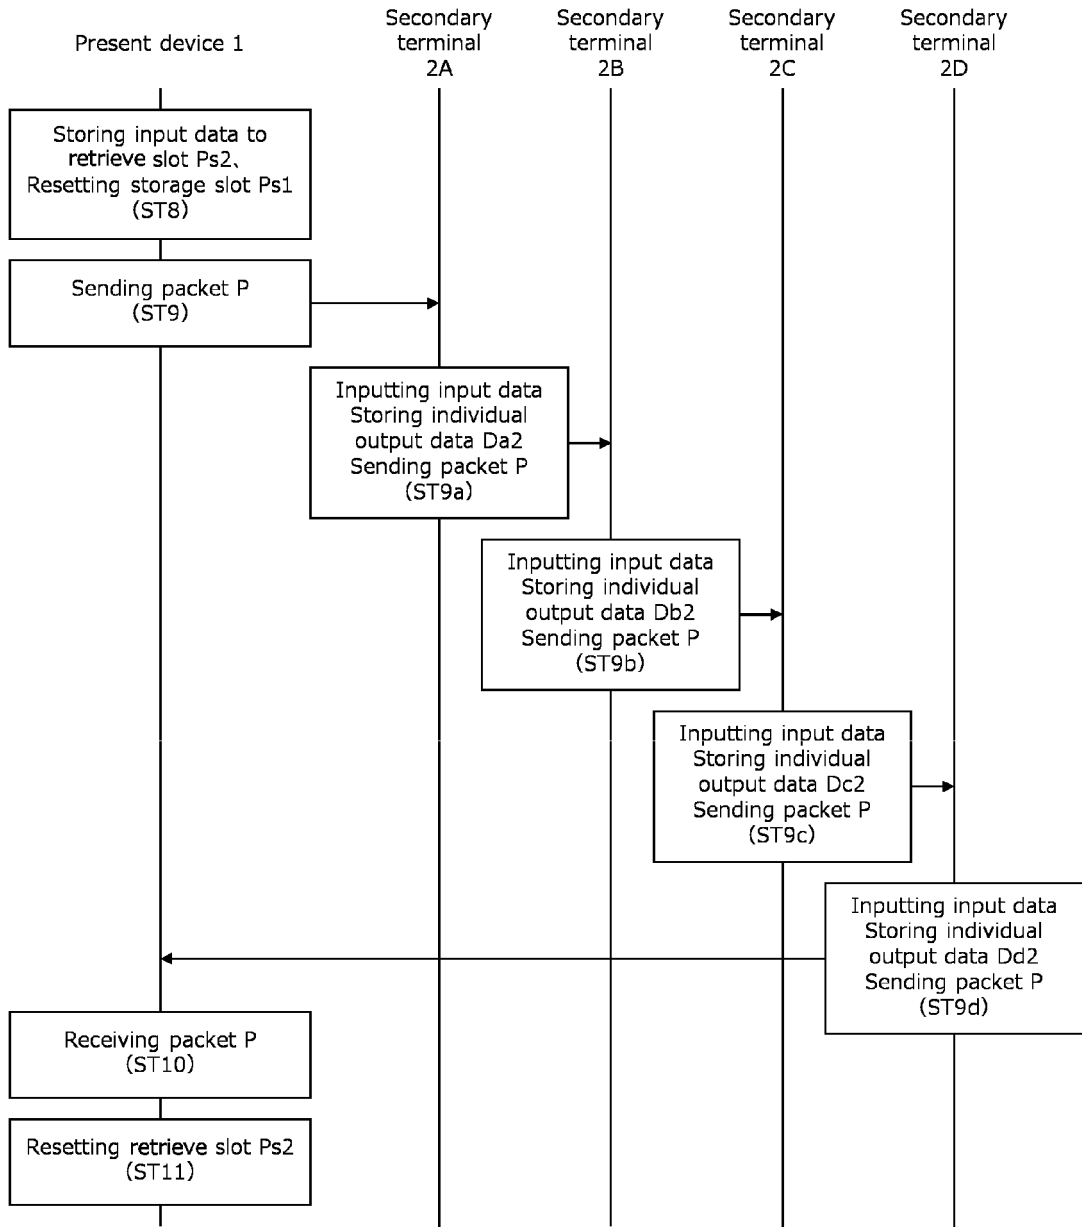 Present device 1
Secondary
terminal
2A
Secondary
terminal
2B
Secondary
terminal
2C
Secondary
terminal
2D
Storing input data to
retrieve slot Ps2、
Resetting storage slot Ps1
(ST8)
Sending packet P
(ST9)
Inputting input data
Storing individual
output data Da2
Sending packet P
(ST9a)
Inputting input data
Storing individual
output data Db2
Sending packet P
(ST9b)
Inputting input data
Storing individual
output data Dc2
Sending packet P
(ST9c)
Inputting input data
Storing individual
output data Dd2
Sending packet P
(ST9d)
Receiving packet P
(ST10)
Resetting retrieve slot Ps2
(ST11)